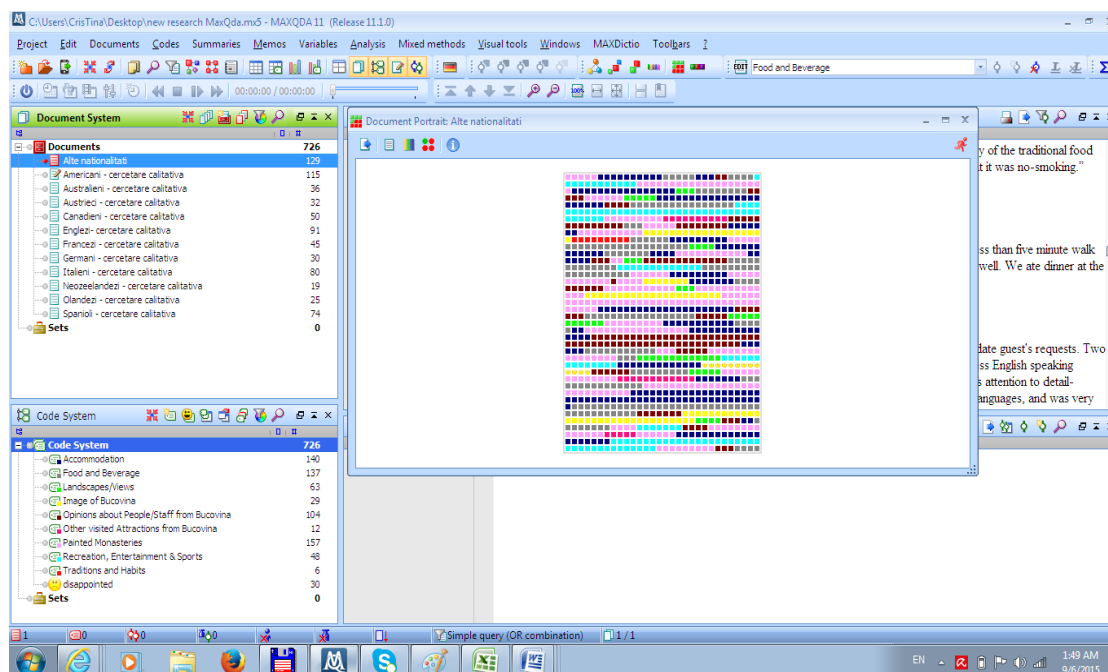 C:\Users\CrisTina\Desktop\new research MaxQda.mx5 - MAXQDA 11 (Release 11.1.0)
Project Edit Documents Codes Summaries Memos Variables Analysis Mixed methods Visual tools Windows MAXDictio Toolbars ?
EDIT Food and Beverage
00:00:00 / 00:00:00
100%
Document System
Documents 726
Alte nationalitati 129
Americani - cercetare calitativa 115
Australieni - cercetare calitativa 36
Austrieci - cercetare calitativa 32
Canadieni - cercetare calitativa 50
Englezi- cercetare calitativa 91
Francezi - cercetare calitativa 45
Germani - cercetare calitativa 30
Italieni - cercetare calitativa 80
Neozeelandezi - cercetare calitativa 19
Olandezi - cercetare calitativa 25
Spanioli - cercetare calitativa 74
Sets 0
Document Portrait: Alte nationalitati
y of the traditional food
t it was no-smoking."
ss than five minute walk
well. We ate dinner at the
date guest's requests. Two
ss English speaking
s attention to detail-
anguages, and was very
Code System
Code System 726
Accommodation 140
Food and Beverage 137
Landscapes/Views 63
Image of Bucovina 29
Opinions about People/Staff from Bucovina 104
Other visited Attractions from Bucovina 12
Painted Monasteries 157
Recreation, Entertainment & Sports 48
Traditions and Habits 6
disappointed 30
Sets 0
1 0 0 0 Simple query (OR combination) 1 / 1
EN 1:49 AM
9/6/2015